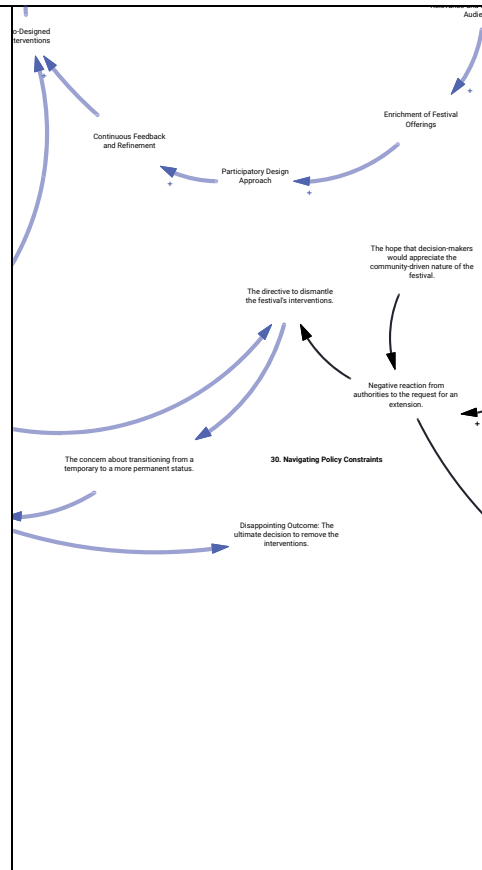 Audie
o-Designed
terventions
+
+
Enrichment of Festival
Offerings
Continuous Feedback
and Refinement
Participatory Design
Approach
+
+
The hope that decision-makers
would appreciate the
community-driven nature of the
festival.
The directive to dismantle
the festival's interventions.
Negative reaction from
authorities to the request for an
extension.
+
The concern about transitioning from a
temporary to a more permanent status.
30. Navigating Policy Constraints
Disappointing Outcome: The
ultimate decision to remove the
interventions.